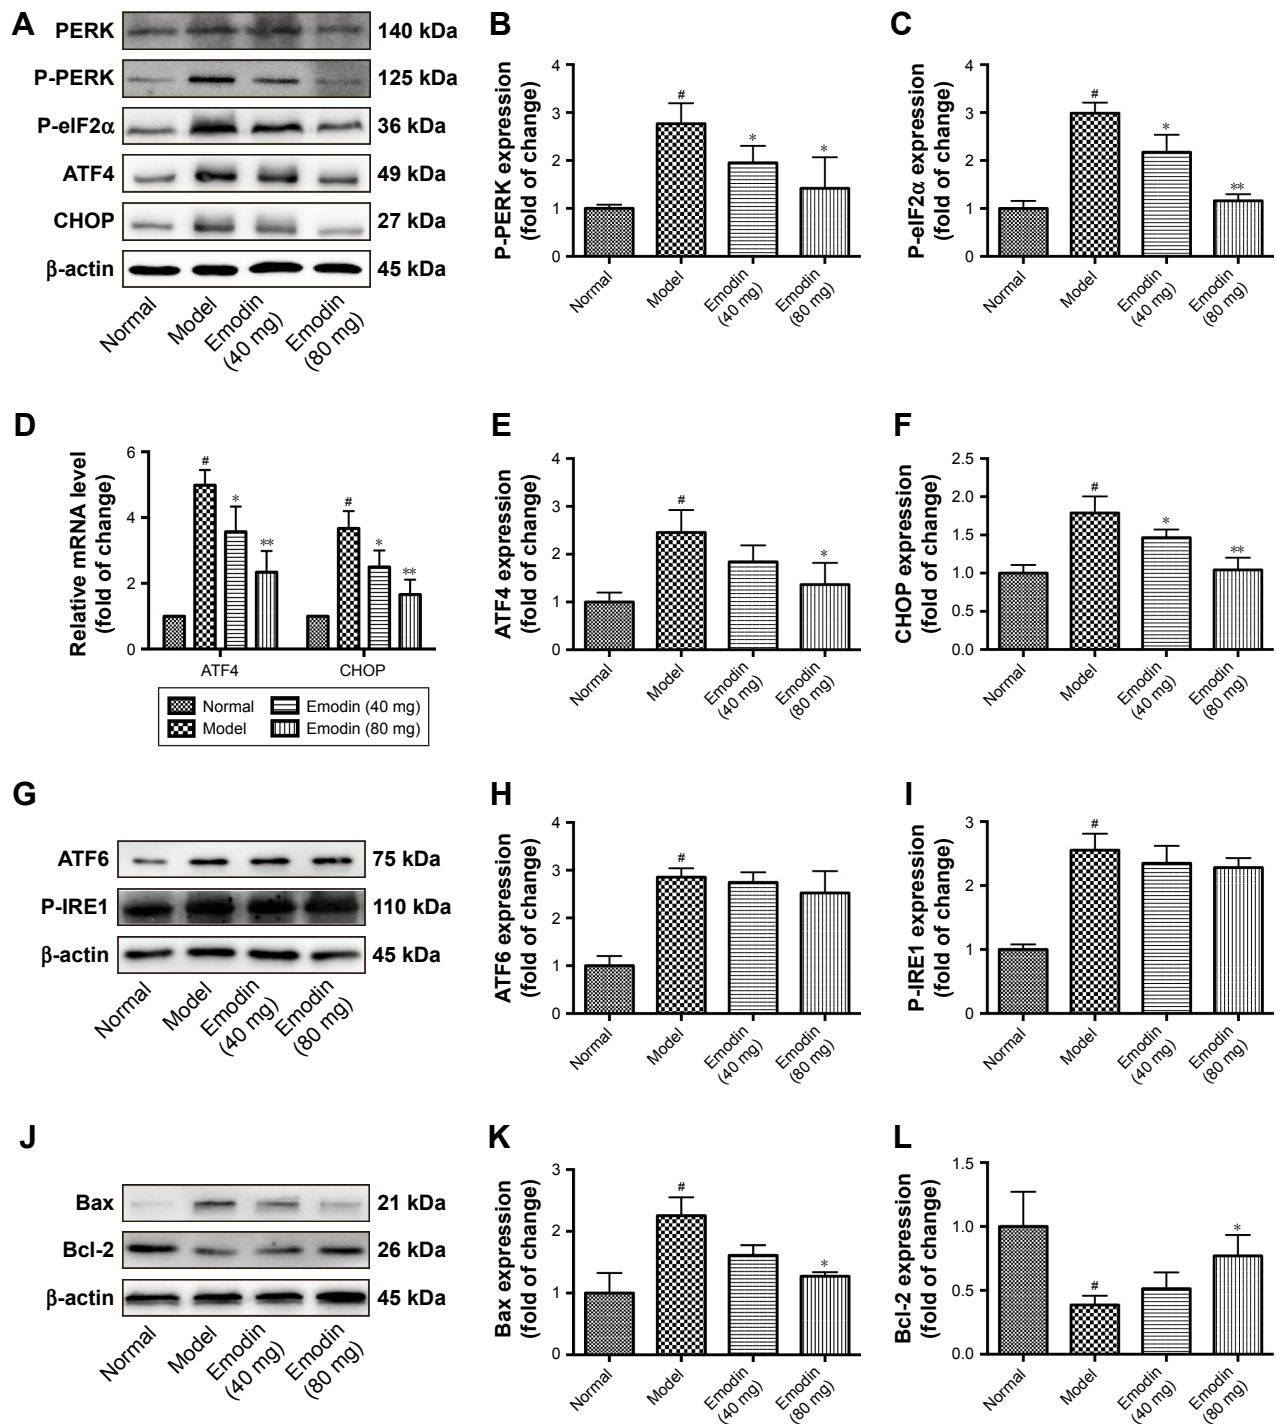 A
PERK 140 kDa
P-PERK 125 kDa
P-eIF2α 36 kDa
ATF4 49 kDa
CHOP 27 kDa
β-actin 45 kDa
Normal
Model
Emodin
(40 mg)
Emodin
(80 mg)
B
P-PERK expression
(fold of change)
4
3
2
1
0
#
*
*
Normal
Model
Emodin
(40 mg)
Emodin
(80 mg)
C
P-eIF2α expression
(fold of change)
4
3
2
1
0
#
*
**
Normal
Model
Emodin
(40 mg)
Emodin
(80 mg)
D
Relative mRNA level
(fold of change)
6
4
2
0
#
*
**
#
*
**
ATF4 CHOP
Normal Emodin (40 mg)
Model Emodin (80 mg)
E
ATF4 expression
(fold of change)
4
3
2
1
0
#
*
Normal
Model
Emodin
(40 mg)
Emodin
(80 mg)
F
CHOP expression
(fold of change)
2.5
2.0
1.5
1.0
0.5
0.0
#
*
**
Normal
Model
Emodin
(40 mg)
Emodin
(80 mg)
G
ATF6 75 kDa
P-IRE1 110 kDa
β-actin 45 kDa
Normal
Model
Emodin
(40 mg)
Emodin
(80 mg)
H
ATF6 expression
(fold of change)
4
3
2
1
0
#
Normal
Model
Emodin
(40 mg)
Emodin
(80 mg)
I
P-IRE1 expression
(fold of change)
3
2
1
0
#
Normal
Model
Emodin
(40 mg)
Emodin
(80 mg)
J
Bax 21 kDa
Bcl-2 26 kDa
β-actin 45 kDa
Normal
Model
Emodin
(40 mg)
Emodin
(80 mg)
K
Bax expression
(fold of change)
3
2
1
0
#
*
Normal
Model
Emodin
(40 mg)
Emodin
(80 mg)
L
Bcl-2 expression
(fold of change)
1.5
1.0
0.5
0.0
#
*
Normal
Model
Emodin
(40 mg)
Emodin
(80 mg)